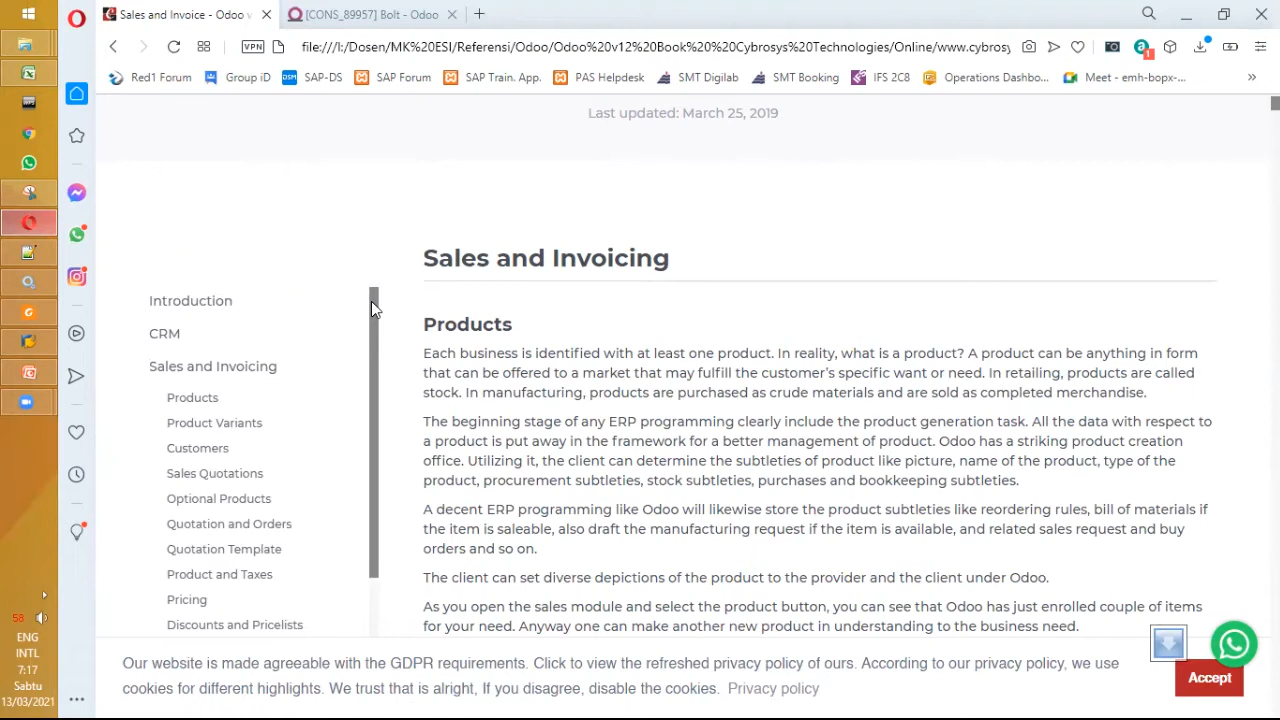 Sales and Invoice - Odoo v
[CONS_89957] Bolt - Odoo
VPN
file:///I:/Dosen/MK%20ESI/Referensi/Odoo/Odoo%20v12%20Book%20%20Cybrosys%20Technologies/Online/www.cybrosy
1
Red1 Forum
Group iD
SAP-DS
SAP Forum
SAP Train. App.
PAS Helpdesk
SMT Digilab
SMT Booking
IFS 2C8
Operations Dashbo...
Meet - emh-bopx-...
Last updated: March 25, 2019
Sales and Invoicing
Introduction
CRM
Sales and Invoicing
Products
Product Variants
Customers
Sales Quotations
Optional Products
Quotation and Orders
Quotation Template
Product and Taxes
Pricing
Discounts and Pricelists
Products
Each business is identified with at least one product. In reality, what is a product? A product can be anything in form
that can be offered to a market that may fulfill the customer's specific want or need. In retailing, products are called
stock. In manufacturing, products are purchased as crude materials and are sold as completed merchandise.
The beginning stage of any ERP programming clearly include the product generation task. All the data with respect to
a product is put away in the framework for a better management of product. Odoo has a striking product creation
office. Utilizing it, the client can determine the subtleties of product like picture, name of the product, type of the
product, procurement subtleties, stock subtleties, purchases and bookkeeping subtleties.
A decent ERP programming like Odoo will likewise store the product subtleties like reordering rules, bill of materials if
the item is saleable, also draft the manufacturing request if the item is available, and related sales request and buy
orders and so on.
The client can set diverse depictions of the product to the provider and the client under Odoo.
As you open the sales module and select the product button, you can see that Odoo has just enrolled couple of items
for your need. Anyway one can make another new product in understanding to the business need.
Our website is made agreeable with the GDPR requirements. Click to view the refreshed privacy policy of ours. According to our privacy policy, we use
cookies for different highlights. We trust that is alright, If you disagree, disable the cookies. Privacy policy
Accept
58
ENG
INTL
7:17
Sabtu
13/03/2021